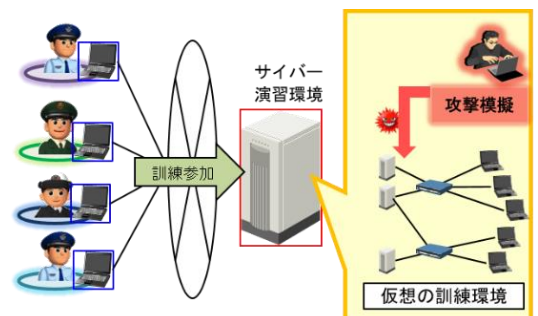 サイバー
演習環境
訓練参加
攻撃模擬
仮想の訓練環境